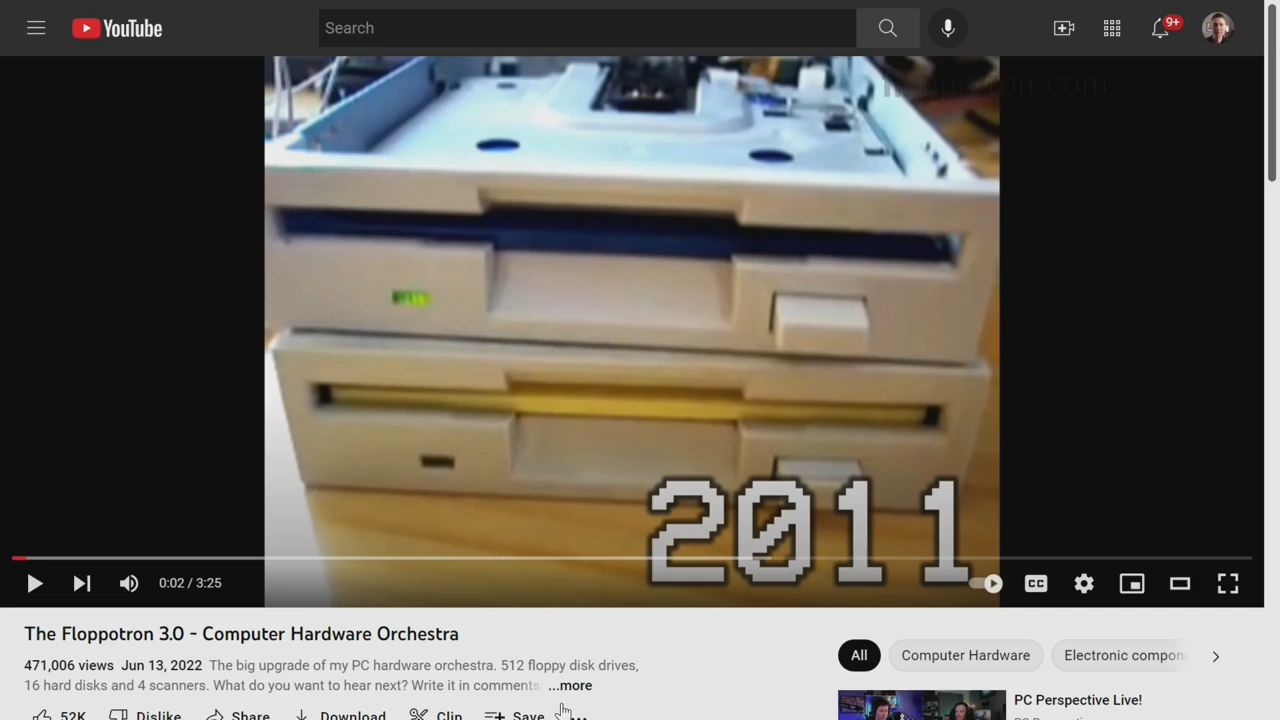 YouTube
Search
9+
2011
0:02 / 3:25
CC
The Floppotron 3.0 - Computer Hardware Orchestra
471,006 views Jun 13, 2022 The big upgrade of my PC hardware orchestra. 512 floppy disk drives,
16 hard disks and 4 scanners. What do you want to hear next? Write it in comments ...more
52K Dislike Share Download Clip Save ...
All Computer Hardware Electronic compon
PC Perspective Live!
PC Perspective